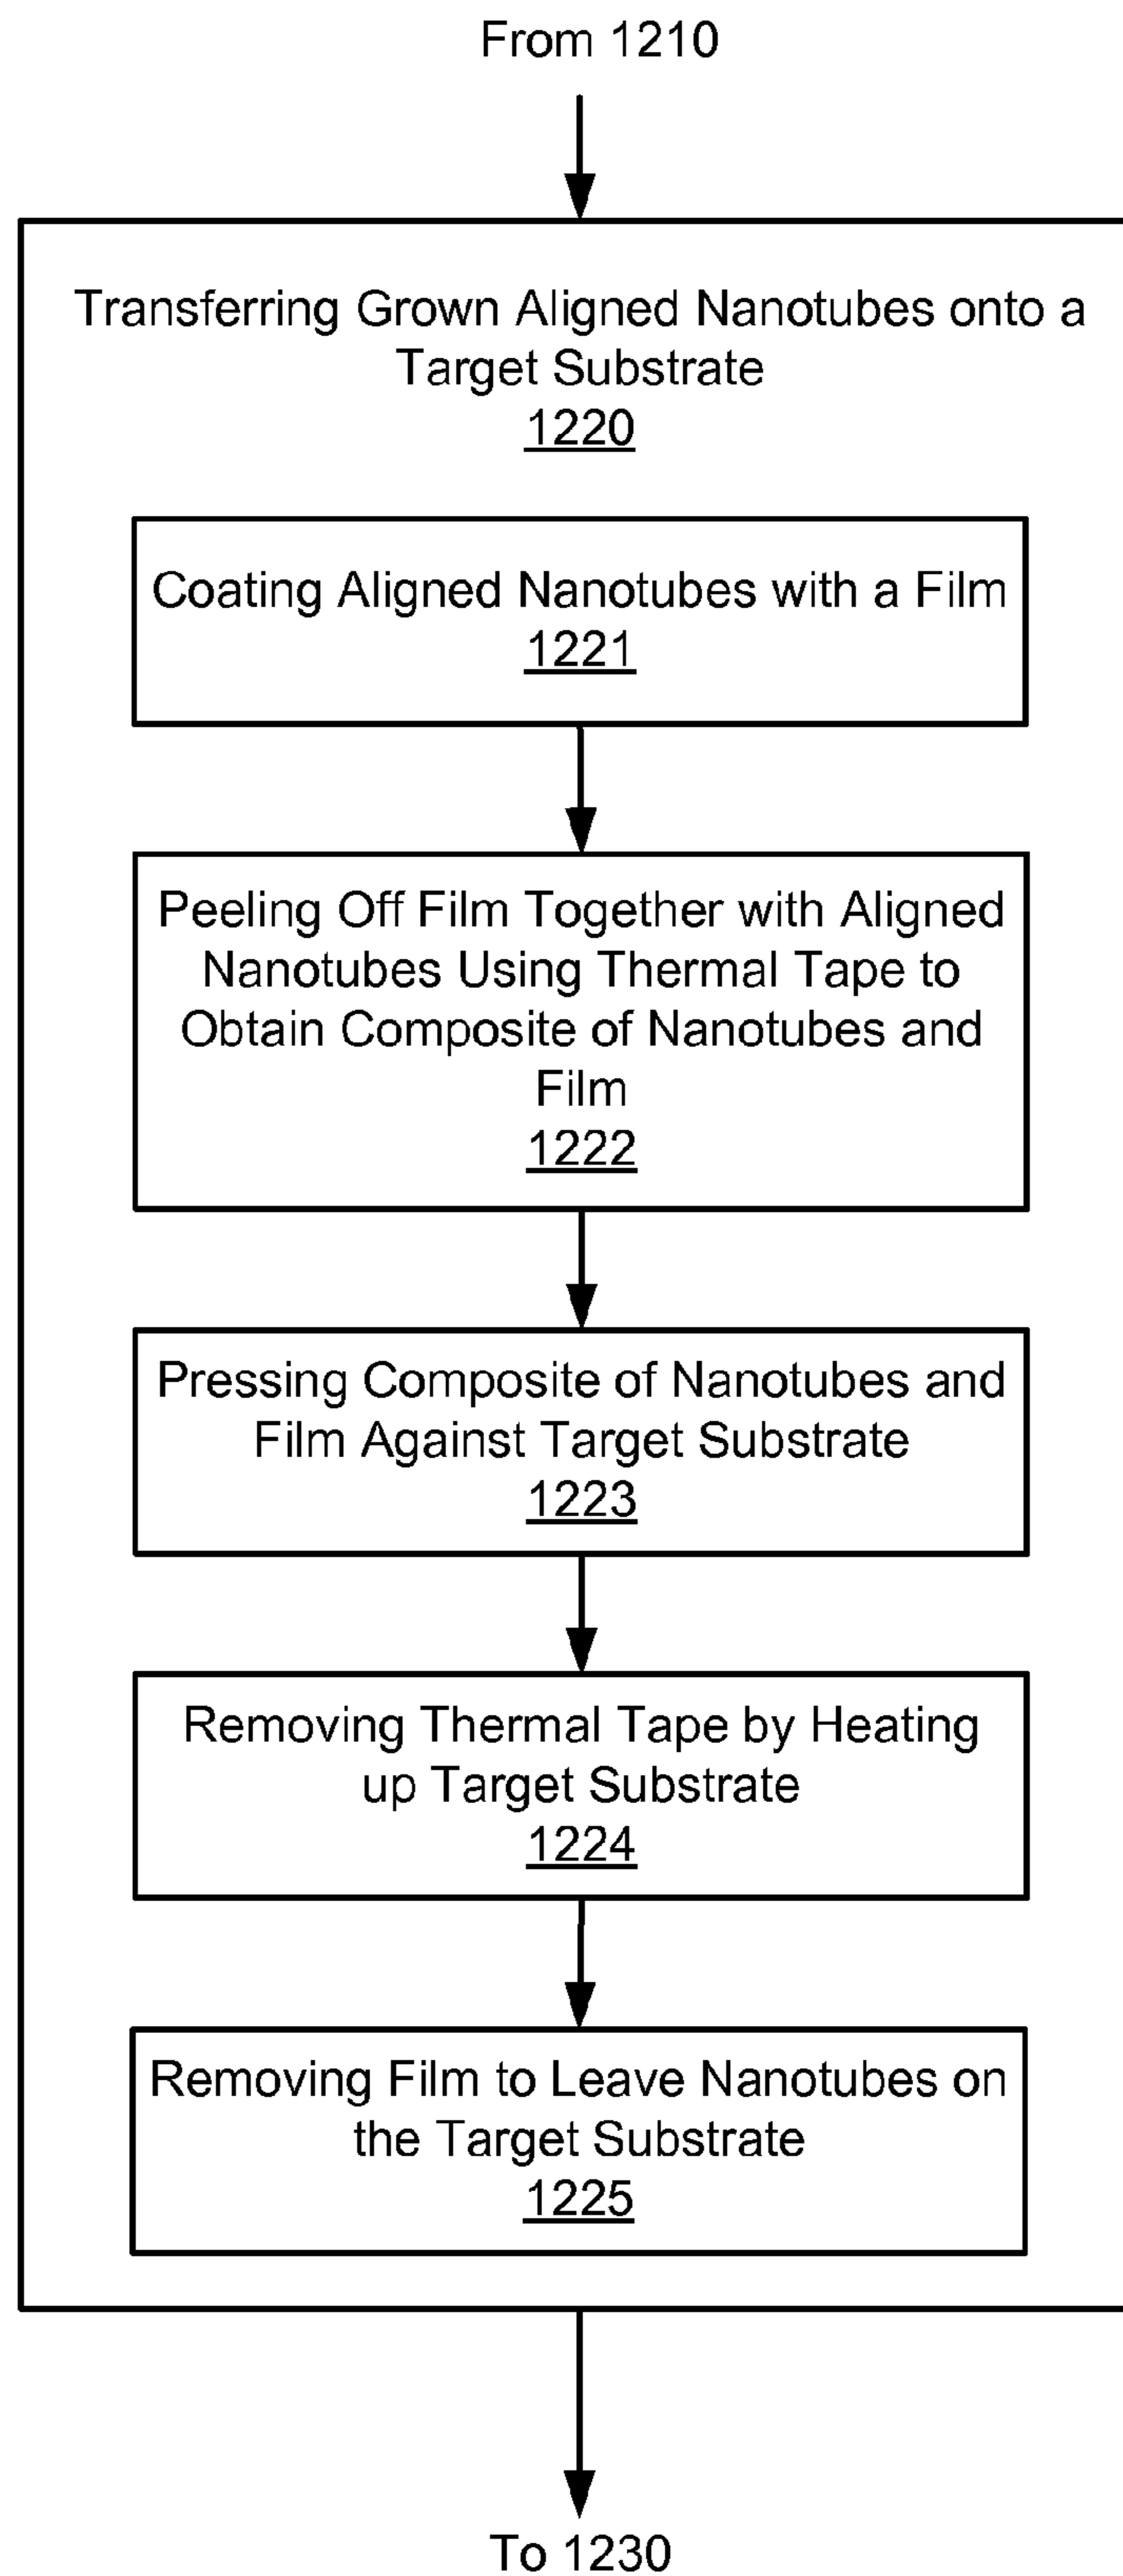 From 1210
Transferring Grown Aligned Nanotubes onto a
Target Substrate
1220
Coating Aligned Nanotubes with a Film
1221
Peeling Off Film Together with Aligned
Nanotubes Using Thermal Tape to
Obtain Composite of Nanotubes and
Film
1222
Pressing Composite of Nanotubes and
Film Against Target Substrate
1223
Removing Thermal Tape by Heating
up Target Substrate
1224
Removing Film to Leave Nanotubes on
the Target Substrate
1225
To 1230